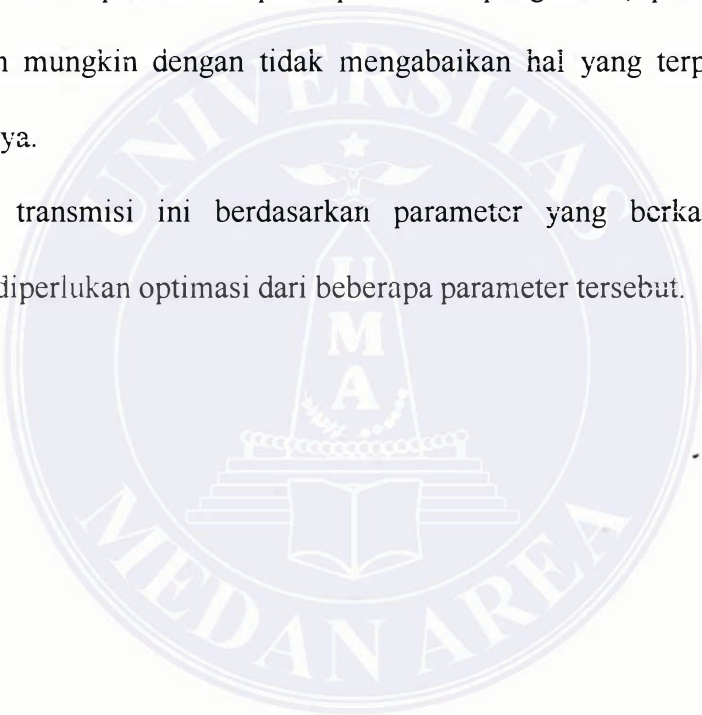 n mungkin dengan tidak mengabaikan hal yang terp
ya.
transmisi ini berdasarkan parameter yang berka
diperlukan optimasi dari beberapa parameter tersebut.
UNIVERSITAS
U
M
A
MEDAN AREA